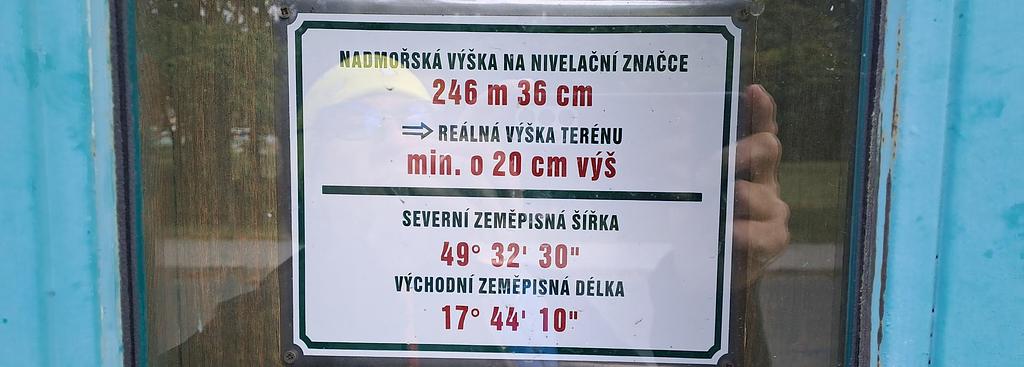 NADMOŘSKÁ VÝŠKA NA NIVELAČNÍ ZNAČCE
246 m 36 cm
⇒ REÁLNÁ VÝŠKA TERÉNU
min. o 20 cm výš
SEVERNÍ ZEMĚPISNÁ ŠÍŘKA
49° 32' 30"
VÝCHODNÍ ZEMĚPISNÁ DÉLKA
17° 44' 10"